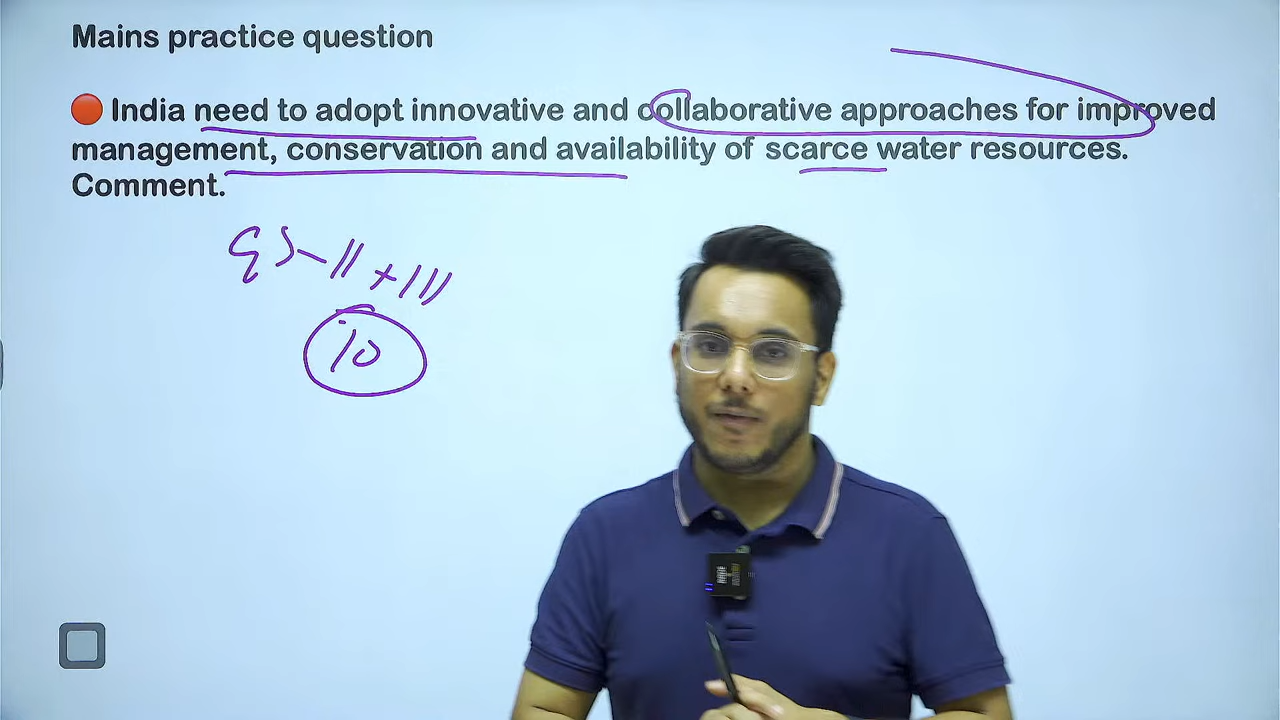 Mains practice question
India need to adopt innovative and collaborative approaches for improved
management, conservation and availability of scarce water resources.
Comment.
GS-II + III
10